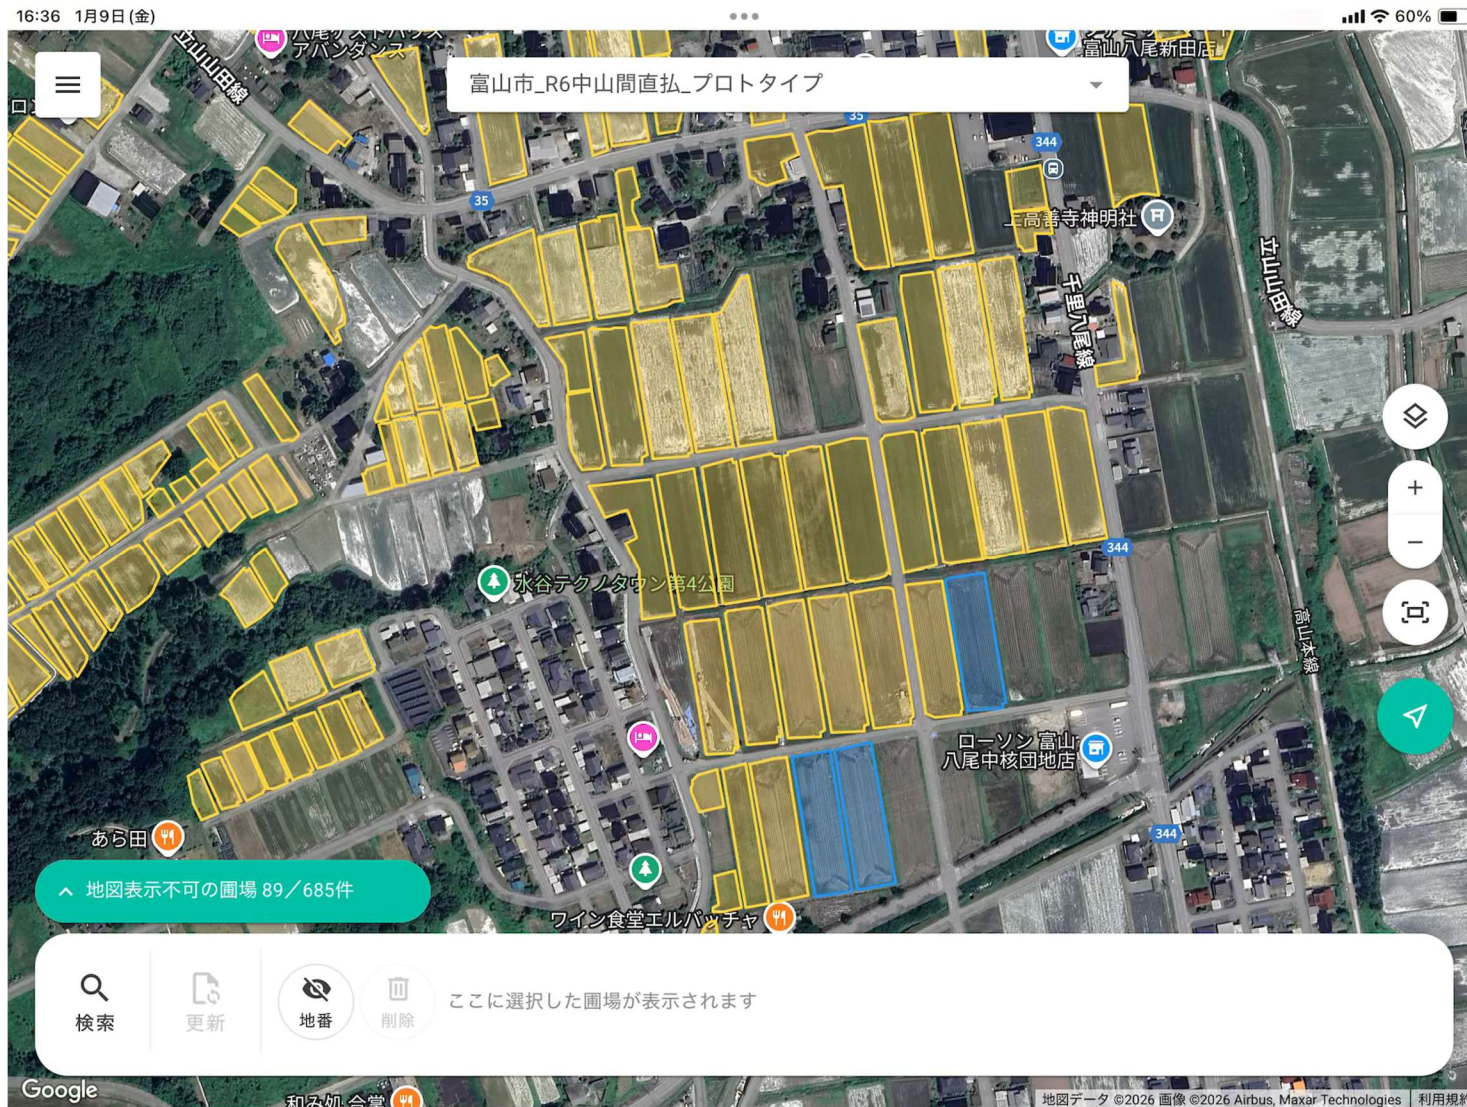 16:36 1月9日(金)
60%
アバンダンス
富山八尾新田店
立山山田線
富山市_R6中山間直払_プロトタイプ
35
344
35
上高善寺神明社
立山山田線
千里八尾線
344
水谷テクノタウン第4公園
高山本線
ローソン 富山
八尾中核団地店
344
あら田
地図表示不可の圃場 89／685件
ワイン食堂エルバッチャ
検索
更新
地番
削除
ここに選択した圃場が表示されます
Google
和み処 合掌
地図データ ©2026 画像 ©2026 Airbus, Maxar Technologies
利用規約